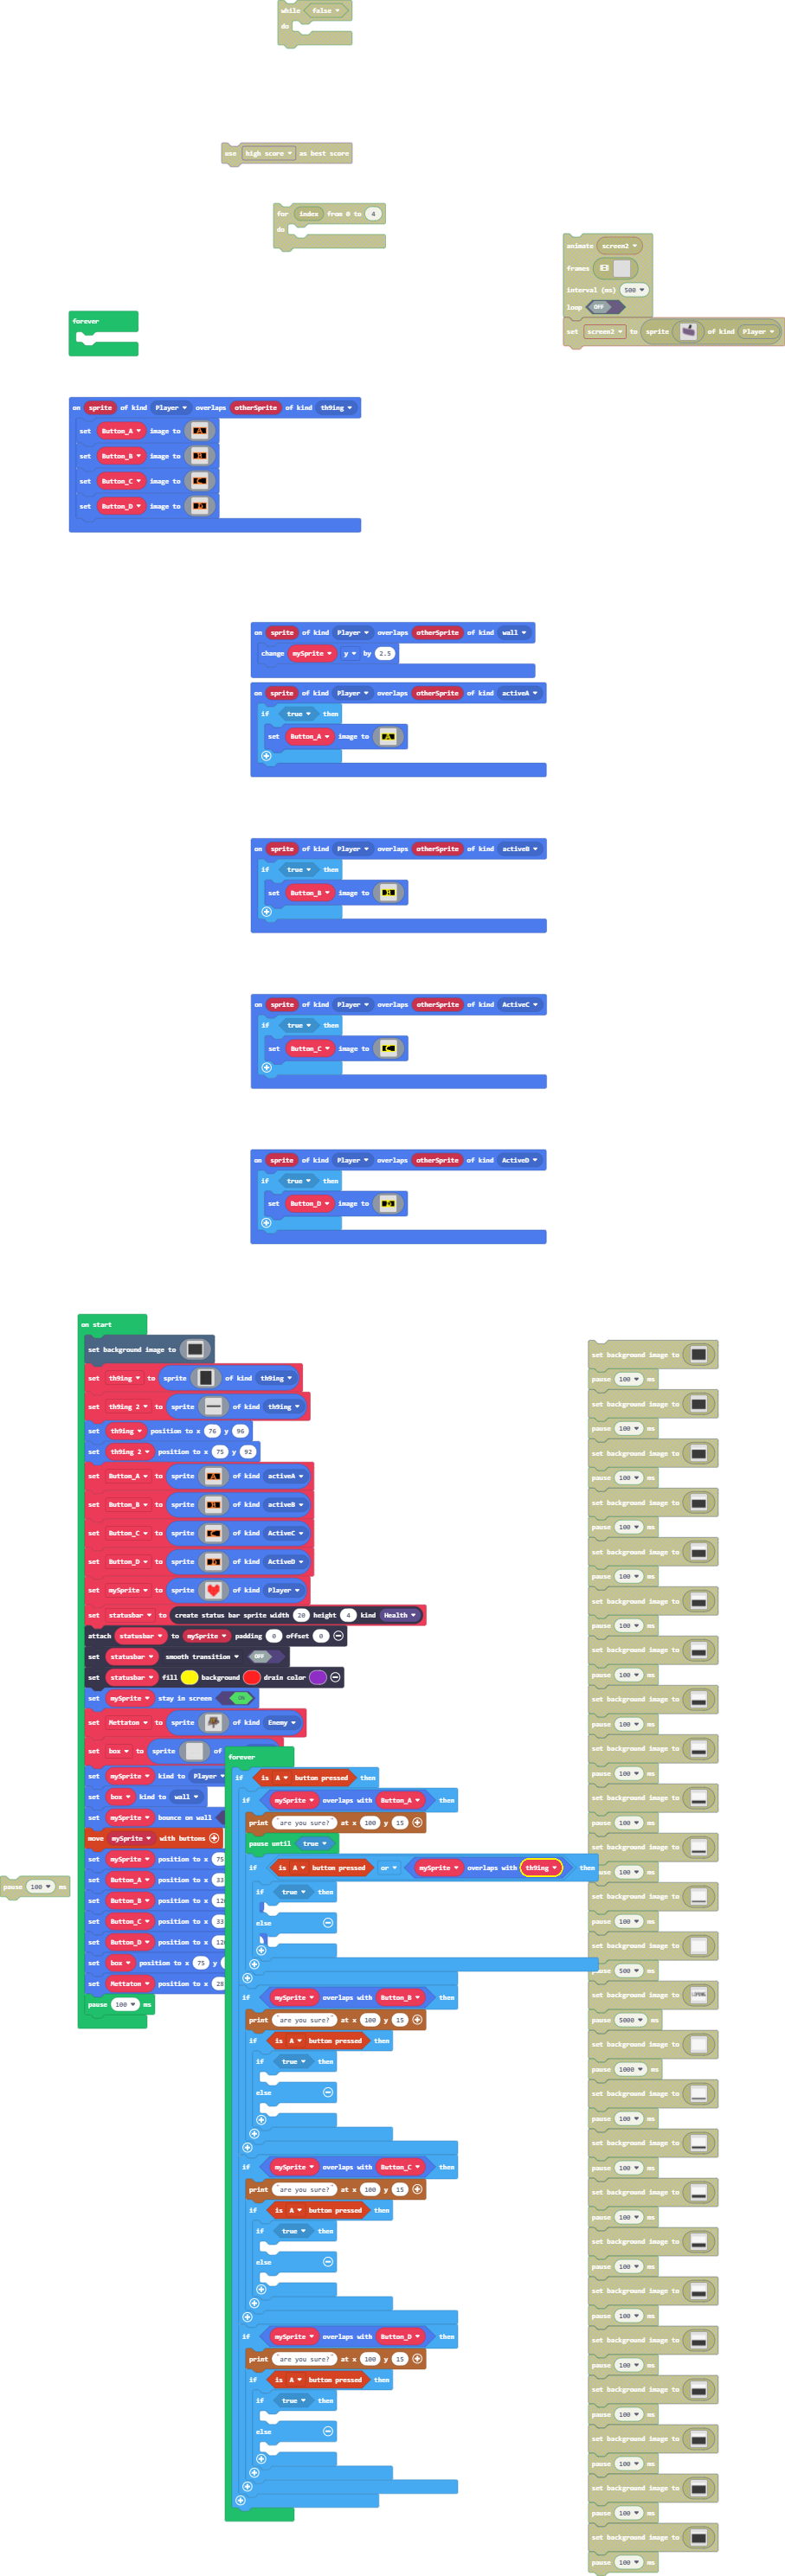 while false
do
use high score as best score
for index from 0 to 4
do
animate screen2
frames
interval (ms) 500
loop OFF
set screen2 to sprite of kind Player
forever
on sprite of kind Player overlaps otherSprite of kind th9ing
set Button_A image to A
set Button_B image to B
set Button_C image to C
set Button_D image to D
on sprite of kind Player overlaps otherSprite of kind wall
change mySprite y by 2.5
on sprite of kind Player overlaps otherSprite of kind activeA
if true then
set Button_A image to A
on sprite of kind Player overlaps otherSprite of kind activeB
if true then
set Button_B image to B
on sprite of kind Player overlaps otherSprite of kind ActiveC
if true then
set Button_C image to C
on sprite of kind Player overlaps otherSprite of kind ActiveD
if true then
set Button_D image to D
on start
set background image to
set th9ing to sprite of kind th9ing
set th9ing 2 to sprite of kind th9ing
set th9ing position to x 76 y 96
set th9ing 2 position to x 75 y 92
set Button_A to sprite A of kind activeA
set Button_B to sprite B of kind activeB
set Button_C to sprite C of kind ActiveC
set Button_D to sprite D of kind ActiveD
set mySprite to sprite of kind Player
set statusbar to create status bar sprite width 20 height 4 kind Health
attach statusbar to mySprite padding 0 offset 0
set statusbar smooth transition OFF
set statusbar fill background drain color
set mySprite stay in screen ON
set Mettaton to sprite of kind Enemy
set box to sprite of
set mySprite kind to Player
set box kind to wall
set mySprite bounce on wall
move mySprite with buttons
set mySprite position to x 75
set Button_A position to x 33
set Button_B position to x 12
set Button_C position to x 33
set Button_D position to x 12
set box position to x 75 y
set Mettaton position to x 28
pause 100 ms
pause 100 ms
forever
if is A button pressed then
if mySprite overlaps with Button_A then
print "are you sure?" at x 100 y 15
pause until true
if is A button pressed or mySprite overlaps with th9ing then
if true then
else
if mySprite overlaps with Button_B then
print "are you sure?" at x 100 y 15
if is A button pressed then
if true then
else
if mySprite overlaps with Button_C then
print "are you sure?" at x 100 y 15
if is A button pressed then
if true then
else
if mySprite overlaps with Button_D then
print "are you sure?" at x 100 y 15
if is A button pressed then
if true then
else
set background image to
pause 100 ms
set background image to
pause 100 ms
set background image to
pause 100 ms
set background image to
pause 100 ms
set background image to
pause 100 ms
set background image to
pause 100 ms
set background image to
pause 100 ms
set background image to
pause 100 ms
set background image to
pause 100 ms
set background image to
pause 100 ms
set background image to
use 100 ms
set background image to
pause 100 ms
set background image to
pause 500 ms
set background image to
pause 5000 ms
set background image to
pause 1000 ms
set background image to
pause 100 ms
set background image to
pause 100 ms
set background image to
pause 100 ms
set background image to
pause 100 ms
set background image to
pause 100 ms
set background image to
pause 100 ms
set background image to
pause 100 ms
set background image to
pause 100 ms
set background image to
pause 100 ms
set background image to
pause 100 ms